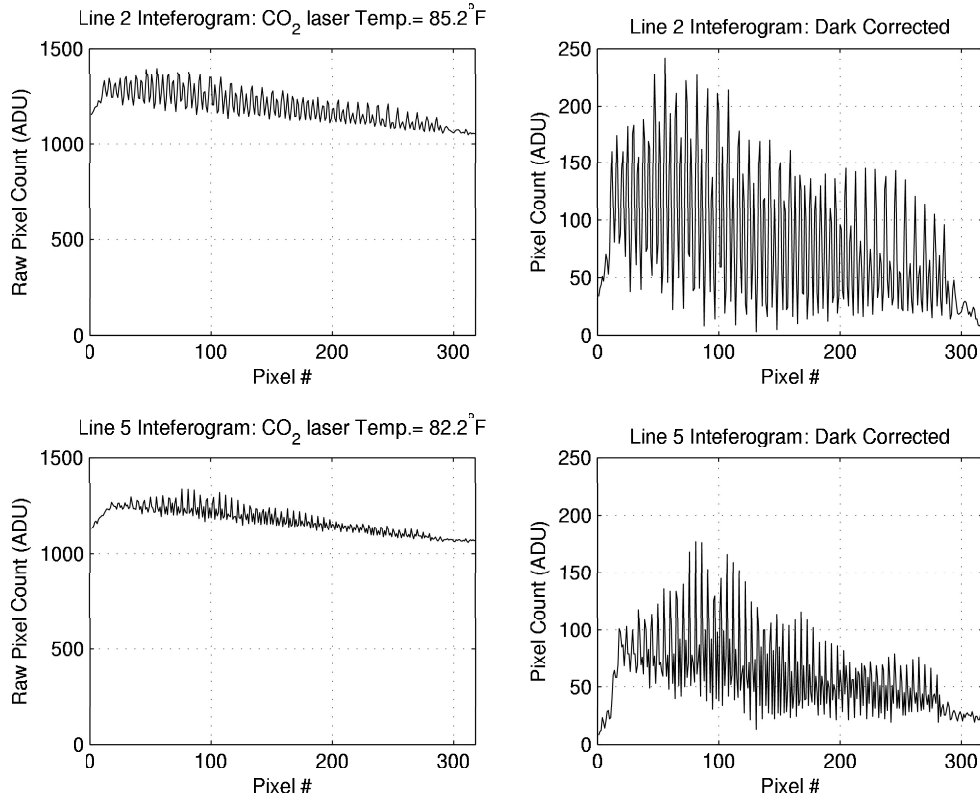 Line 2 Inteferogram: CO2 laser Temp.= 85.2°F
1500
1000
500
0
Raw Pixel Count (ADU)
0 100 200 300
Pixel #
Line 2 Inteferogram: Dark Corrected
250
200
150
100
50
0
Pixel Count (ADU)
0 100 200 300
Pixel #
Line 5 Inteferogram: CO2 laser Temp.= 82.2°F
1500
1000
500
0
Raw Pixel Count (ADU)
0 100 200 300
Pixel #
Line 5 Inteferogram: Dark Corrected
250
200
150
100
50
0
Pixel Count (ADU)
0 100 200 300
Pixel #